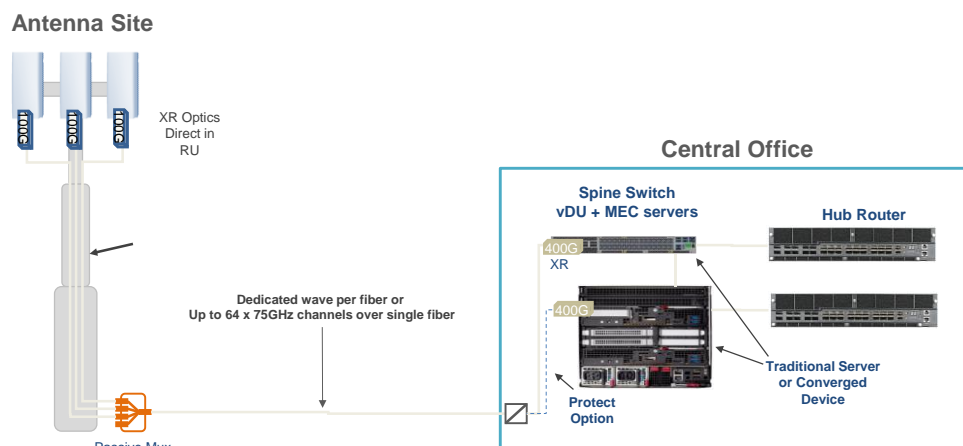 Antenna Site
100G
100G
100G
XR Optics
Direct in
RU
Central Office
Spine Switch
vDU + MEC servers
Hub Router
400G
XR
400G
Dedicated wave per fiber or
Up to 64 x 75GHz channels over single fiber
Protect
Option
Traditional Server
or Converged
Device
Passive Mux